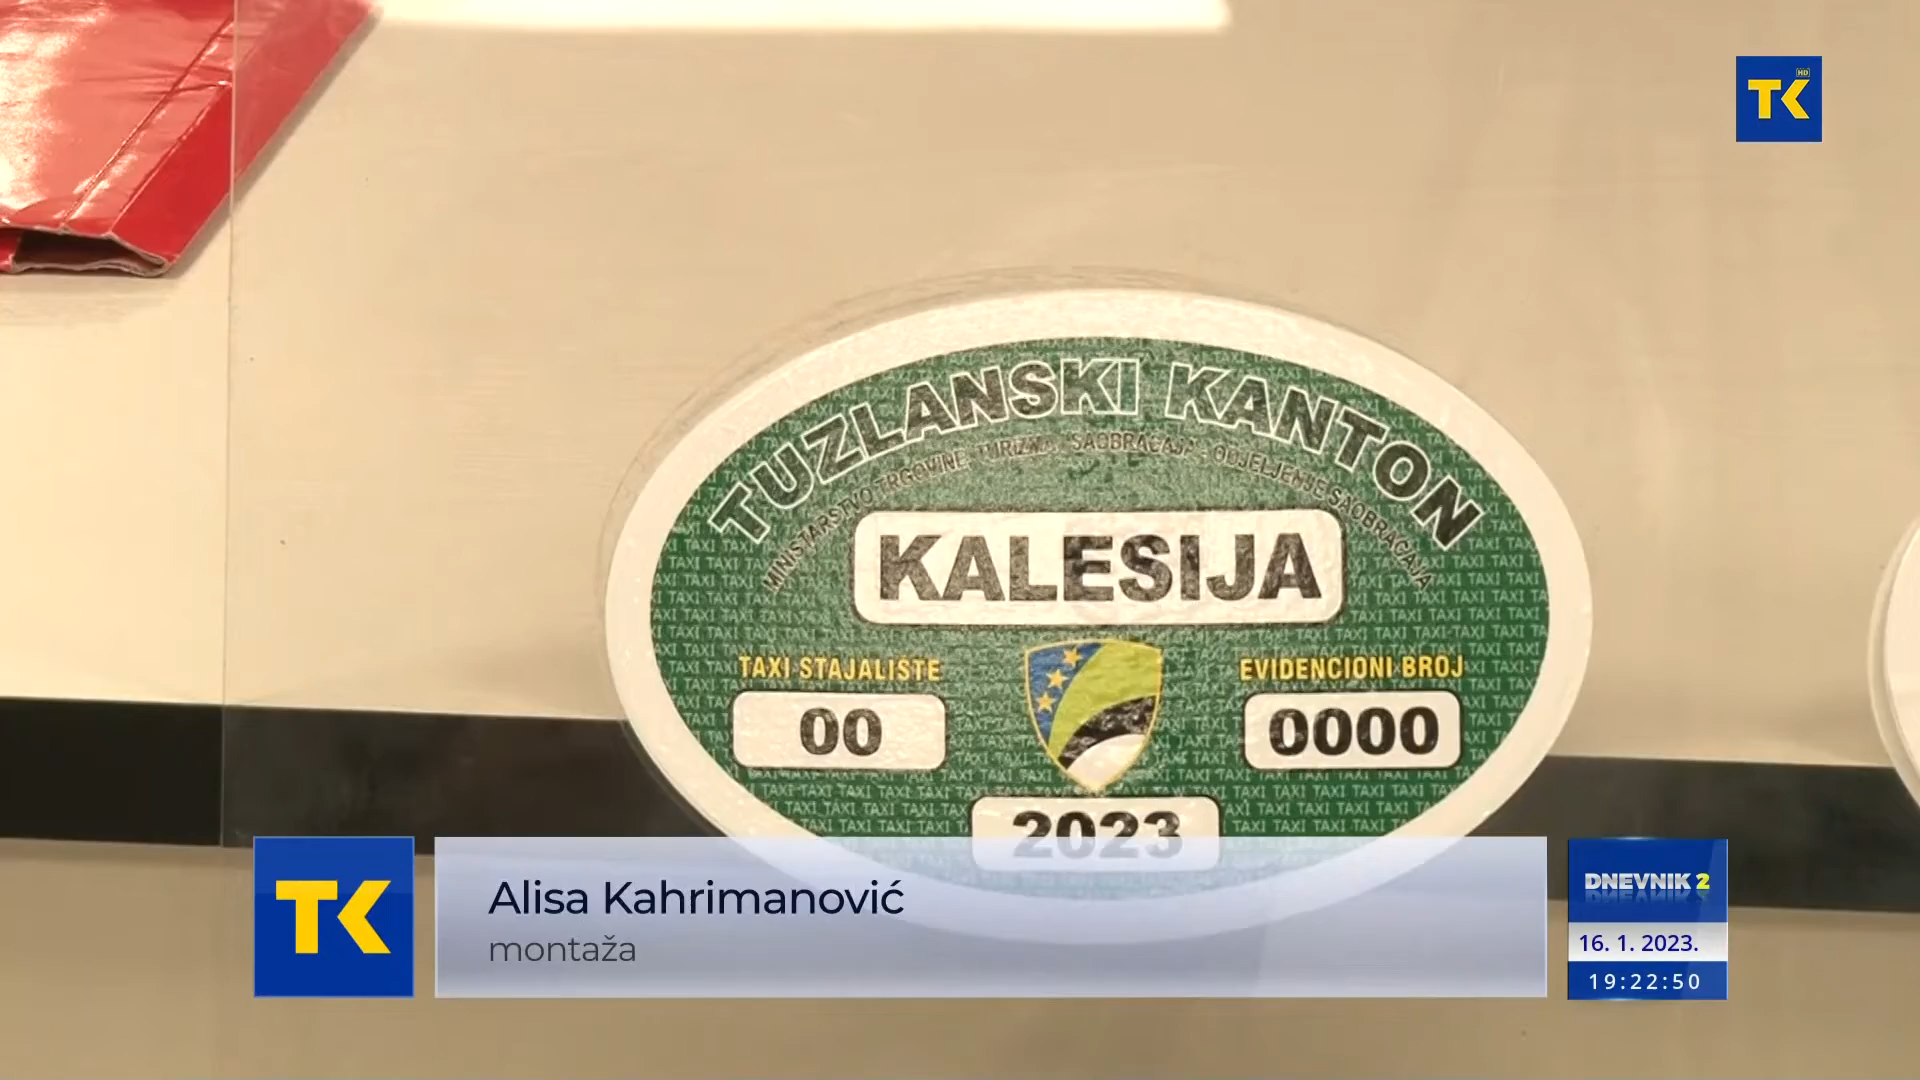 TK HD
TUZLANSKI KANTON
MINISTARSTVO TRGOVINE, TURIZMA I SAOBRAĆAJA - ODJELJENJE SAOBRAĆAJA
KALESIJA
TAXI STAJALIŠTE
EVIDENCIONI BROJ
00
0000
2023
TK
Alisa Kahrimanović
montaža
DNEVNIK 2
16. 1. 2023.
19:22:50